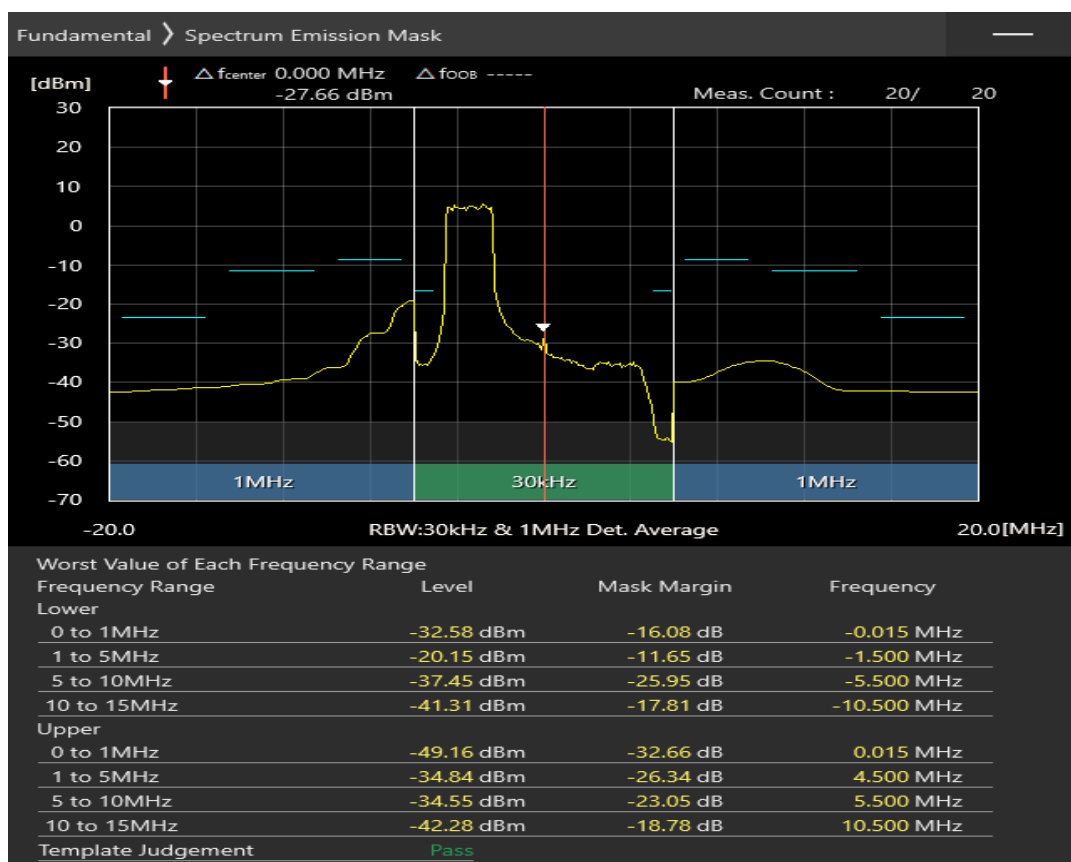 Fundamental ❯ Spectrum Emission Mask
[dBm] △ fcenter 0.000 MHz △ fOOB -----
-27.66 dBm Meas. Count : 20/ 20
30
20
10
0
-10
-20
-30
-40
-50
-60
-70
1MHz 30kHz 1MHz
-20.0 RBW:30kHz & 1MHz Det. Average 20.0[MHz]
Worst Value of Each Frequency Range
Frequency Range Level Mask Margin Frequency
Lower
0 to 1MHz -32.58 dBm -16.08 dB -0.015 MHz
1 to 5MHz -20.15 dBm -11.65 dB -1.500 MHz
5 to 10MHz -37.45 dBm -25.95 dB -5.500 MHz
10 to 15MHz -41.31 dBm -17.81 dB -10.500 MHz
Upper
0 to 1MHz -49.16 dBm -32.66 dB 0.015 MHz
1 to 5MHz -34.84 dBm -26.34 dB 4.500 MHz
5 to 10MHz -34.55 dBm -23.05 dB 5.500 MHz
10 to 15MHz -42.28 dBm -18.78 dB 10.500 MHz
Template Judgement Pass